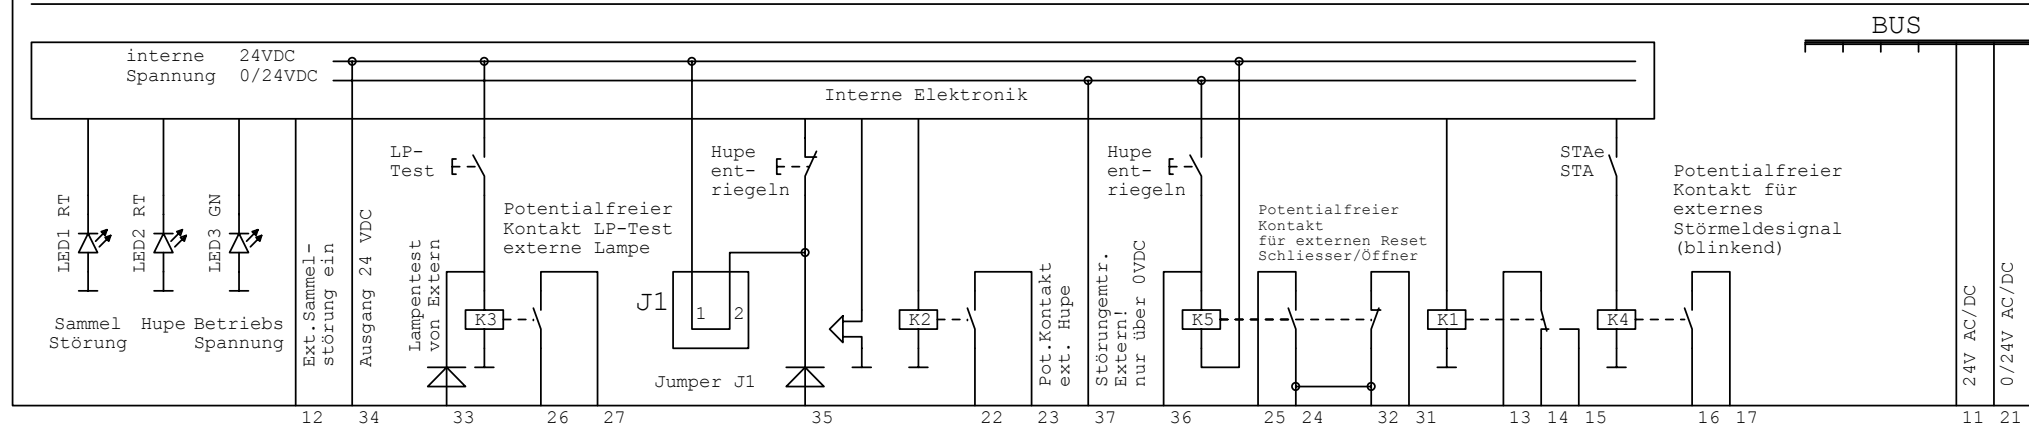 BUS
interne 24VDC
Spannung 0/24VDC
Interne Elektronik
LED1 RT
LED2 RT
LED3 GN
Sammel
Störung
Hupe
Betriebs
Spannung
Ext.Sammel-
störung ein
Ausgang 24 VDC
LP-
Test
Lampentest
von Extern
K3
Potentialfreier
Kontakt LP-Test
externe Lampe
J1
1 2
Jumper J1
Hupe
ent-
riegeln
K2
Pot.Kontakt
ext. Hupe
Störungemtr.
Extern!
nur über 0VDC
Hupe
ent-
riegeln
K5
Potentialfreier
Kontakt
für externen Reset
Schliesser/Öffner
K1
STAe
STA
K4
Potentialfreier
Kontakt für
externes
Störmeldesignal
(blinkend)
24V AC/DC
0/24V AC/DC
12 34 33 26 27 35 22 23 37 36 25 24 32 31 13 14 15 16 17 11 21